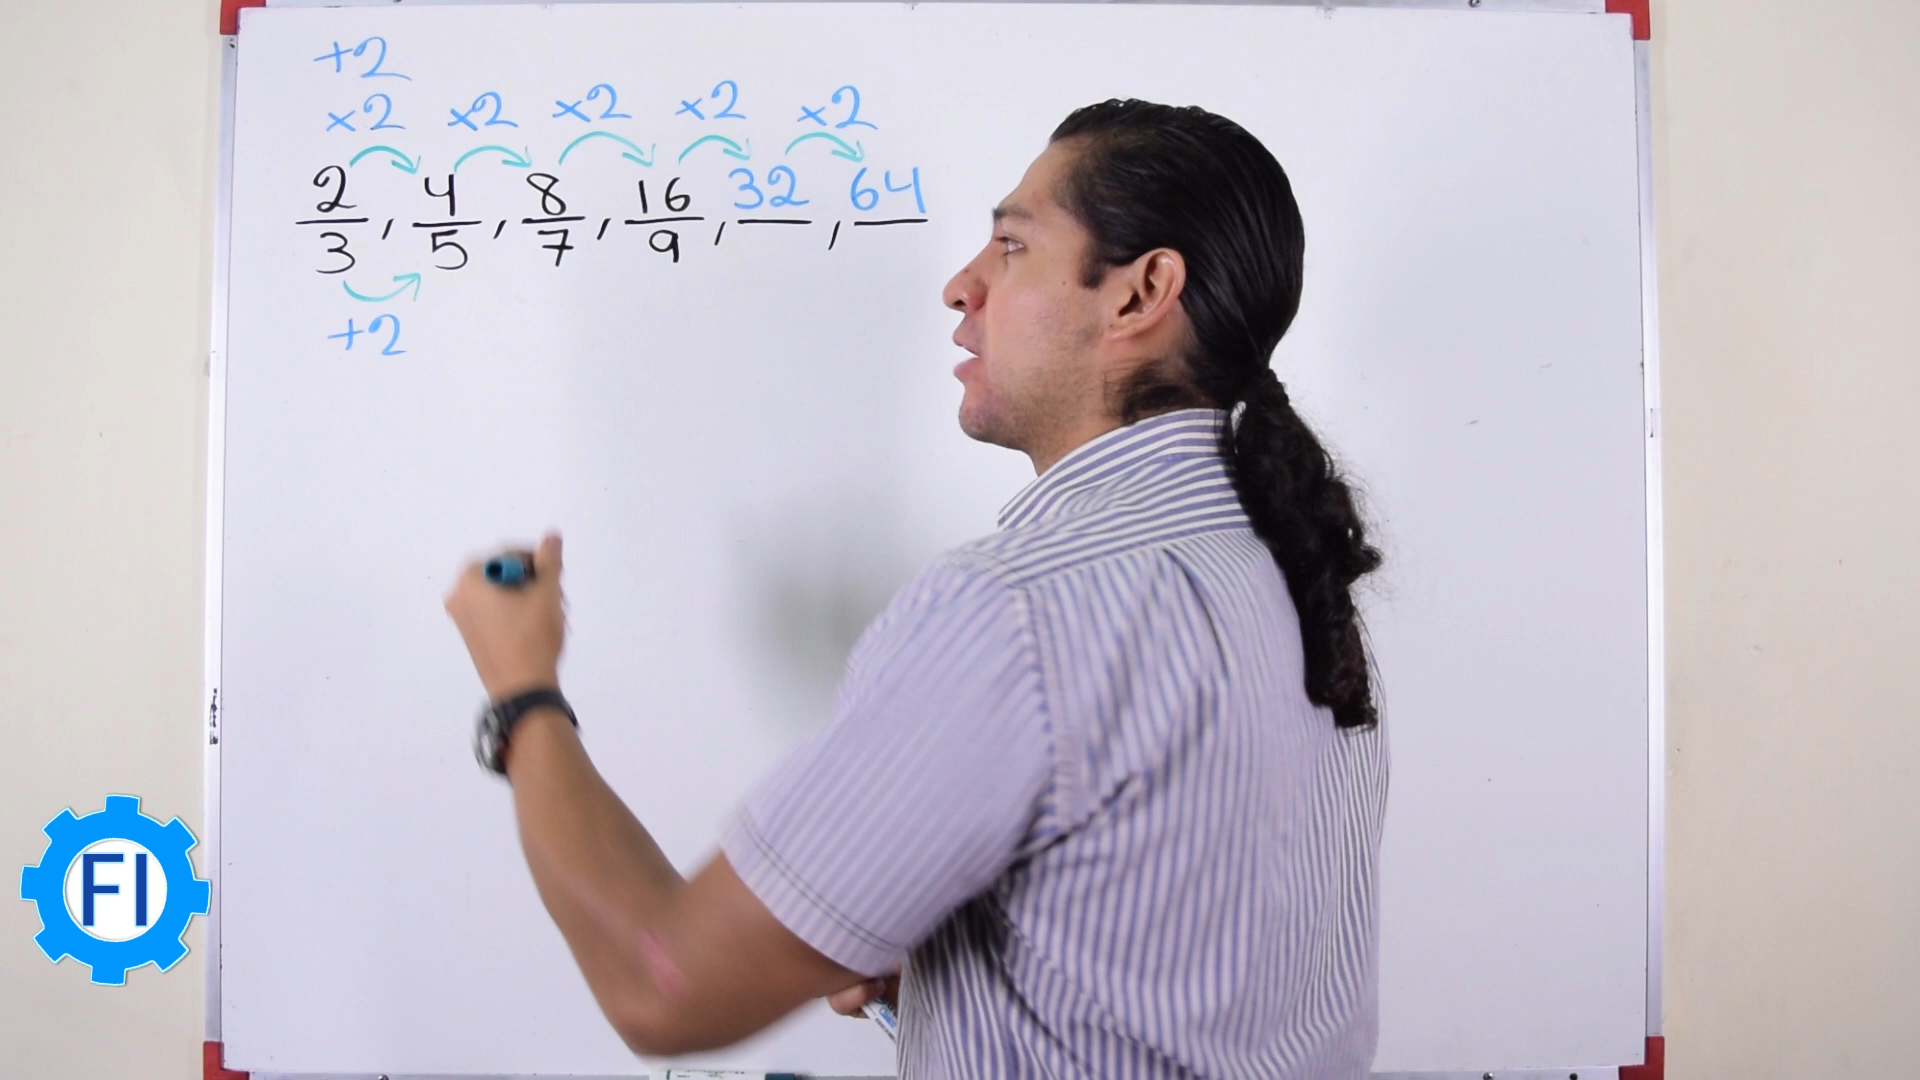 +2
×2 ×2 ×2 ×2 ×2
2/3, 4/5, 8/7, 16/9, 32/__, 64/__
+2
FI